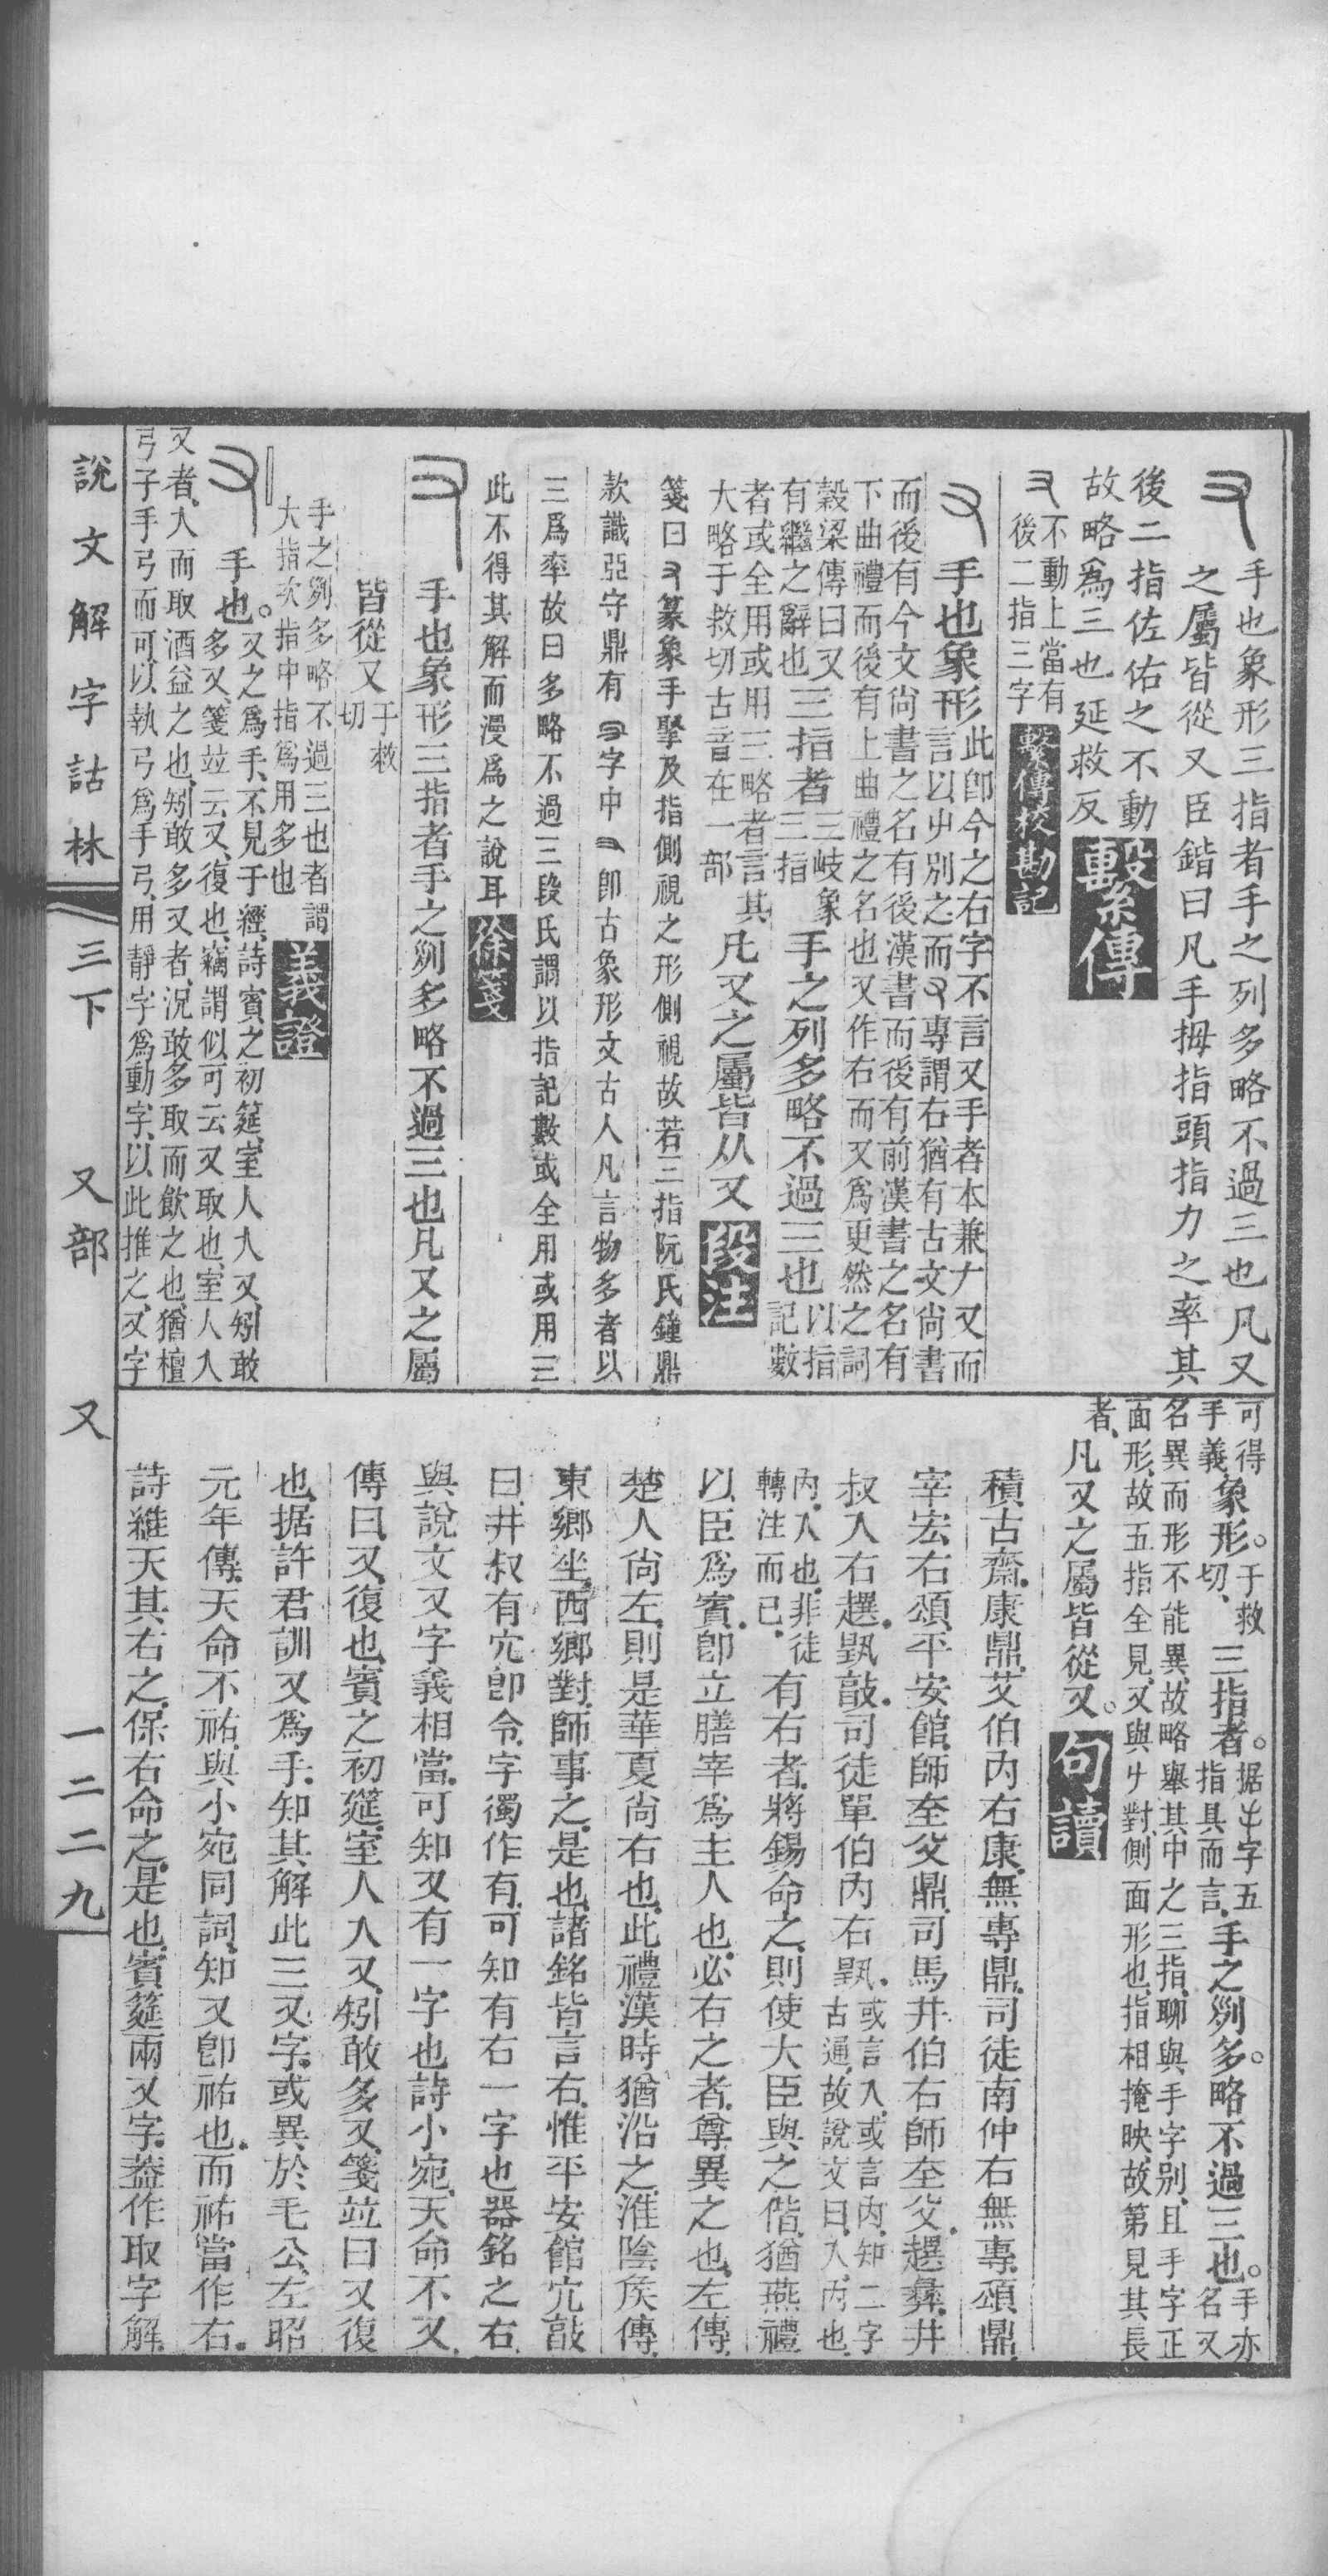 手也象形三指者手之列多略不過三也凡又
之屬皆從又臣鍇曰凡手拇指頭指力之率其
後二指佐佑之不動
故略爲三也延救反
繫傳
不動上當有
後二指三字
繫傳校勘記
手也象形
此卽今之右字不言又手者本兼𠂇又而
言以屮別之而又專謂右猶有古文尚書
而後有今文尚書之名有後漢書而後有前漢書之名有
下曲禮而後有上曲禮之名也又作右而又爲更然之詞
穀梁傳曰又
有繼之辭也
三指者
三岐象
三指
手之列多略不過三也
以指
記數
者或全用或用三略者言其
大略于救切古音在一部
凡又之屬皆从又
段注
箋曰又篆象手擊及指側視之形側視故若三指阮氏鐘鼎
款識亞守鼎有字中卽古象形文古人凡言物多者以
三爲率故曰多略不過三段氏謂以指記數或全用或用三
此不得其解而漫爲之說耳
徐箋
手也象形三指者手之𠛱多略不過三也凡又之屬
皆從又
于救
切
手之𠛱多略不過三也者謂
大指次指中指爲用多也
義證
手也。
又之爲手、不見于經、詩賓之初筵、室人入又、矧敢
多又、箋竝云、又、復也、竊謂似可云又取也、室人入
又者、人而取酒益之也、矧敢多又者、況敢多取而飮之也、猶檀
弓子手弓而可、以執弓爲手弓、用靜字爲動字、以此推之、又字
可得
手義、
象形。
于救
切、
三指者。
据字五
指具而言、
手之𠛱多。略不過三也。
手亦
名又
名異而形不能異、故略舉其中之三指、聊與手字別、且手字正
面形、故五指全見、又與𠂇對、側面形也、指相掩映、故第見其長
者、
凡又之屬皆從又。
句讀
積古齋、康鼎、艾伯內右康、無專鼎、司徒南仲右無專、頌鼎、
宰宏右頌、平安館、師𡘇父鼎、司馬井伯右師𡘇父、趩彝、井
叔入右趩、㲃敲、司徒單伯內右㲃、
或言入、或言內、知二字
古通、故說文曰、入、內也、
內、入也、非徒
轉注而已、
有右者、將錫命之、則使大臣與之偕、猶燕禮
以臣爲賓、卽立膳宰爲主人也、必右之者、尊異之也、左傳、
楚人尚左、則是華夏尚右也、此禮漢時猶沿之、淮陰矦傳、
東鄉坐、西鄉對、師事之、是也、諸銘皆言右、惟平安館宂敲
曰、井叔有宂卽令、字獨作有、可知有右一字也、器銘之右、
與說文又字義相當、可知又有一字也、詩小宛、天命不又、
傳曰、又、復也、賓之初筵、室人入又、矧敢多又、箋竝曰又復
也、据許君訓又爲手、知其解此三又字、或異於毛公、左昭
元年傳、天命不祐、與小宛同詞、知又卽祐也、而祐當作右、
詩維天其右之、保右命之、是也、賓筵兩又字、葢作取字解、
說文解字詁林
三下
又部
又
一二二九